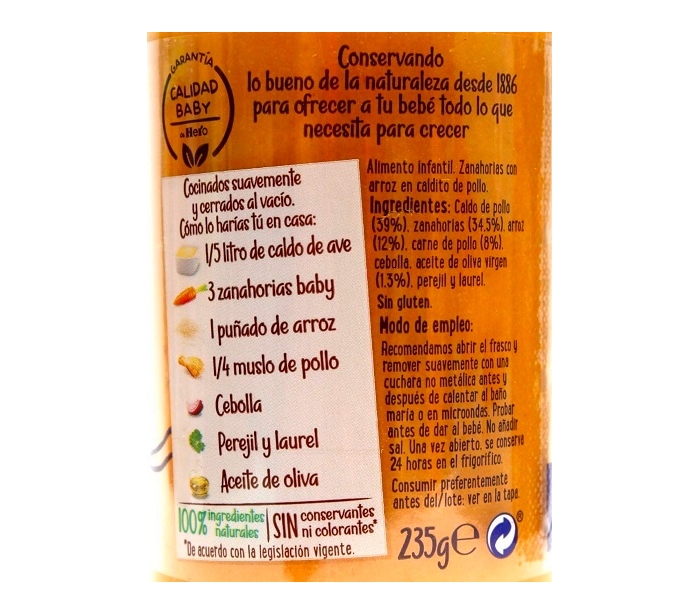 GARANTÍA
CALIDAD
BABY
de Hero
Conservando
lo bueno de la naturaleza desde 1886
para ofrecer a tu bebé todo lo que
necesita para crecer
Cocinados suavemente
y cerrados al vacío.
Cómo lo harías tú en casa:
1/5 litro de caldo de ave
3 zanahorias baby
1 puñado de arroz
1/4 muslo de pollo
Cebolla
Perejil y laurel
Aceite de oliva
100% ingredientes
naturales
SIN conservantes
ni colorantes*
*De acuerdo con la legislación vigente.
Alimento infantil. Zanahorias con
arroz en caldito de pollo.
Ingredientes: Caldo de pollo
(39%), zanahorias (34,5%), arroz
(12%), carne de pollo (8%),
cebolla, aceite de oliva virgen
(1,3%), perejil y laurel.
Sin gluten.
Modo de empleo:
Recomendamos abrir el frasco y
remover suavemente con una
cuchara no metálica antes y
después de calentar al baño
maría o en microondas. Probar
antes de dar al bebé. No añadir
sal. Una vez abierto, se conserva
24 horas en el frigorífico.
Consumir preferentemente
antes del/lote: ver en la tapa.
235g e